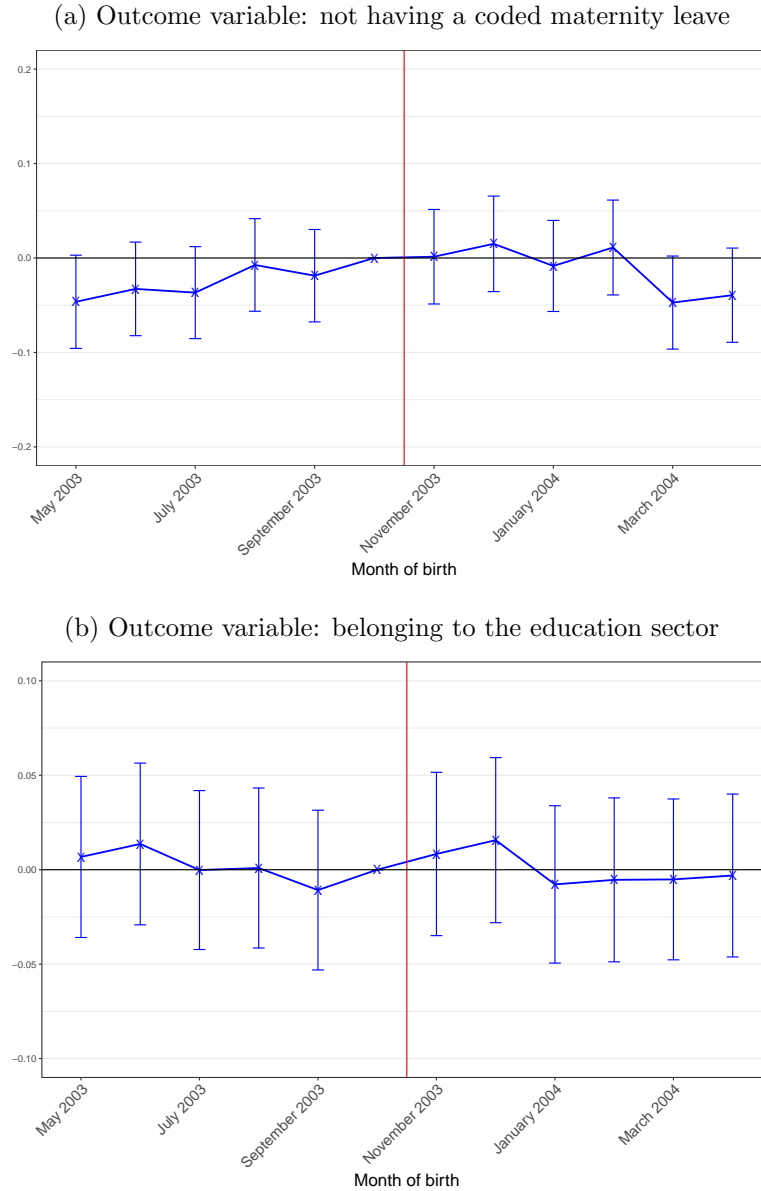 (a) Outcome variable: not having a coded maternity leave
0.2
0.1
0.0
−0.1
−0.2
May 2003
July 2003
September 2003
November 2003
January 2004
March 2004
Month of birth
(b) Outcome variable: belonging to the education sector
0.10
0.05
0.00
−0.05
−0.10
May 2003
July 2003
September 2003
November 2003
January 2004
March 2004
Month of birth